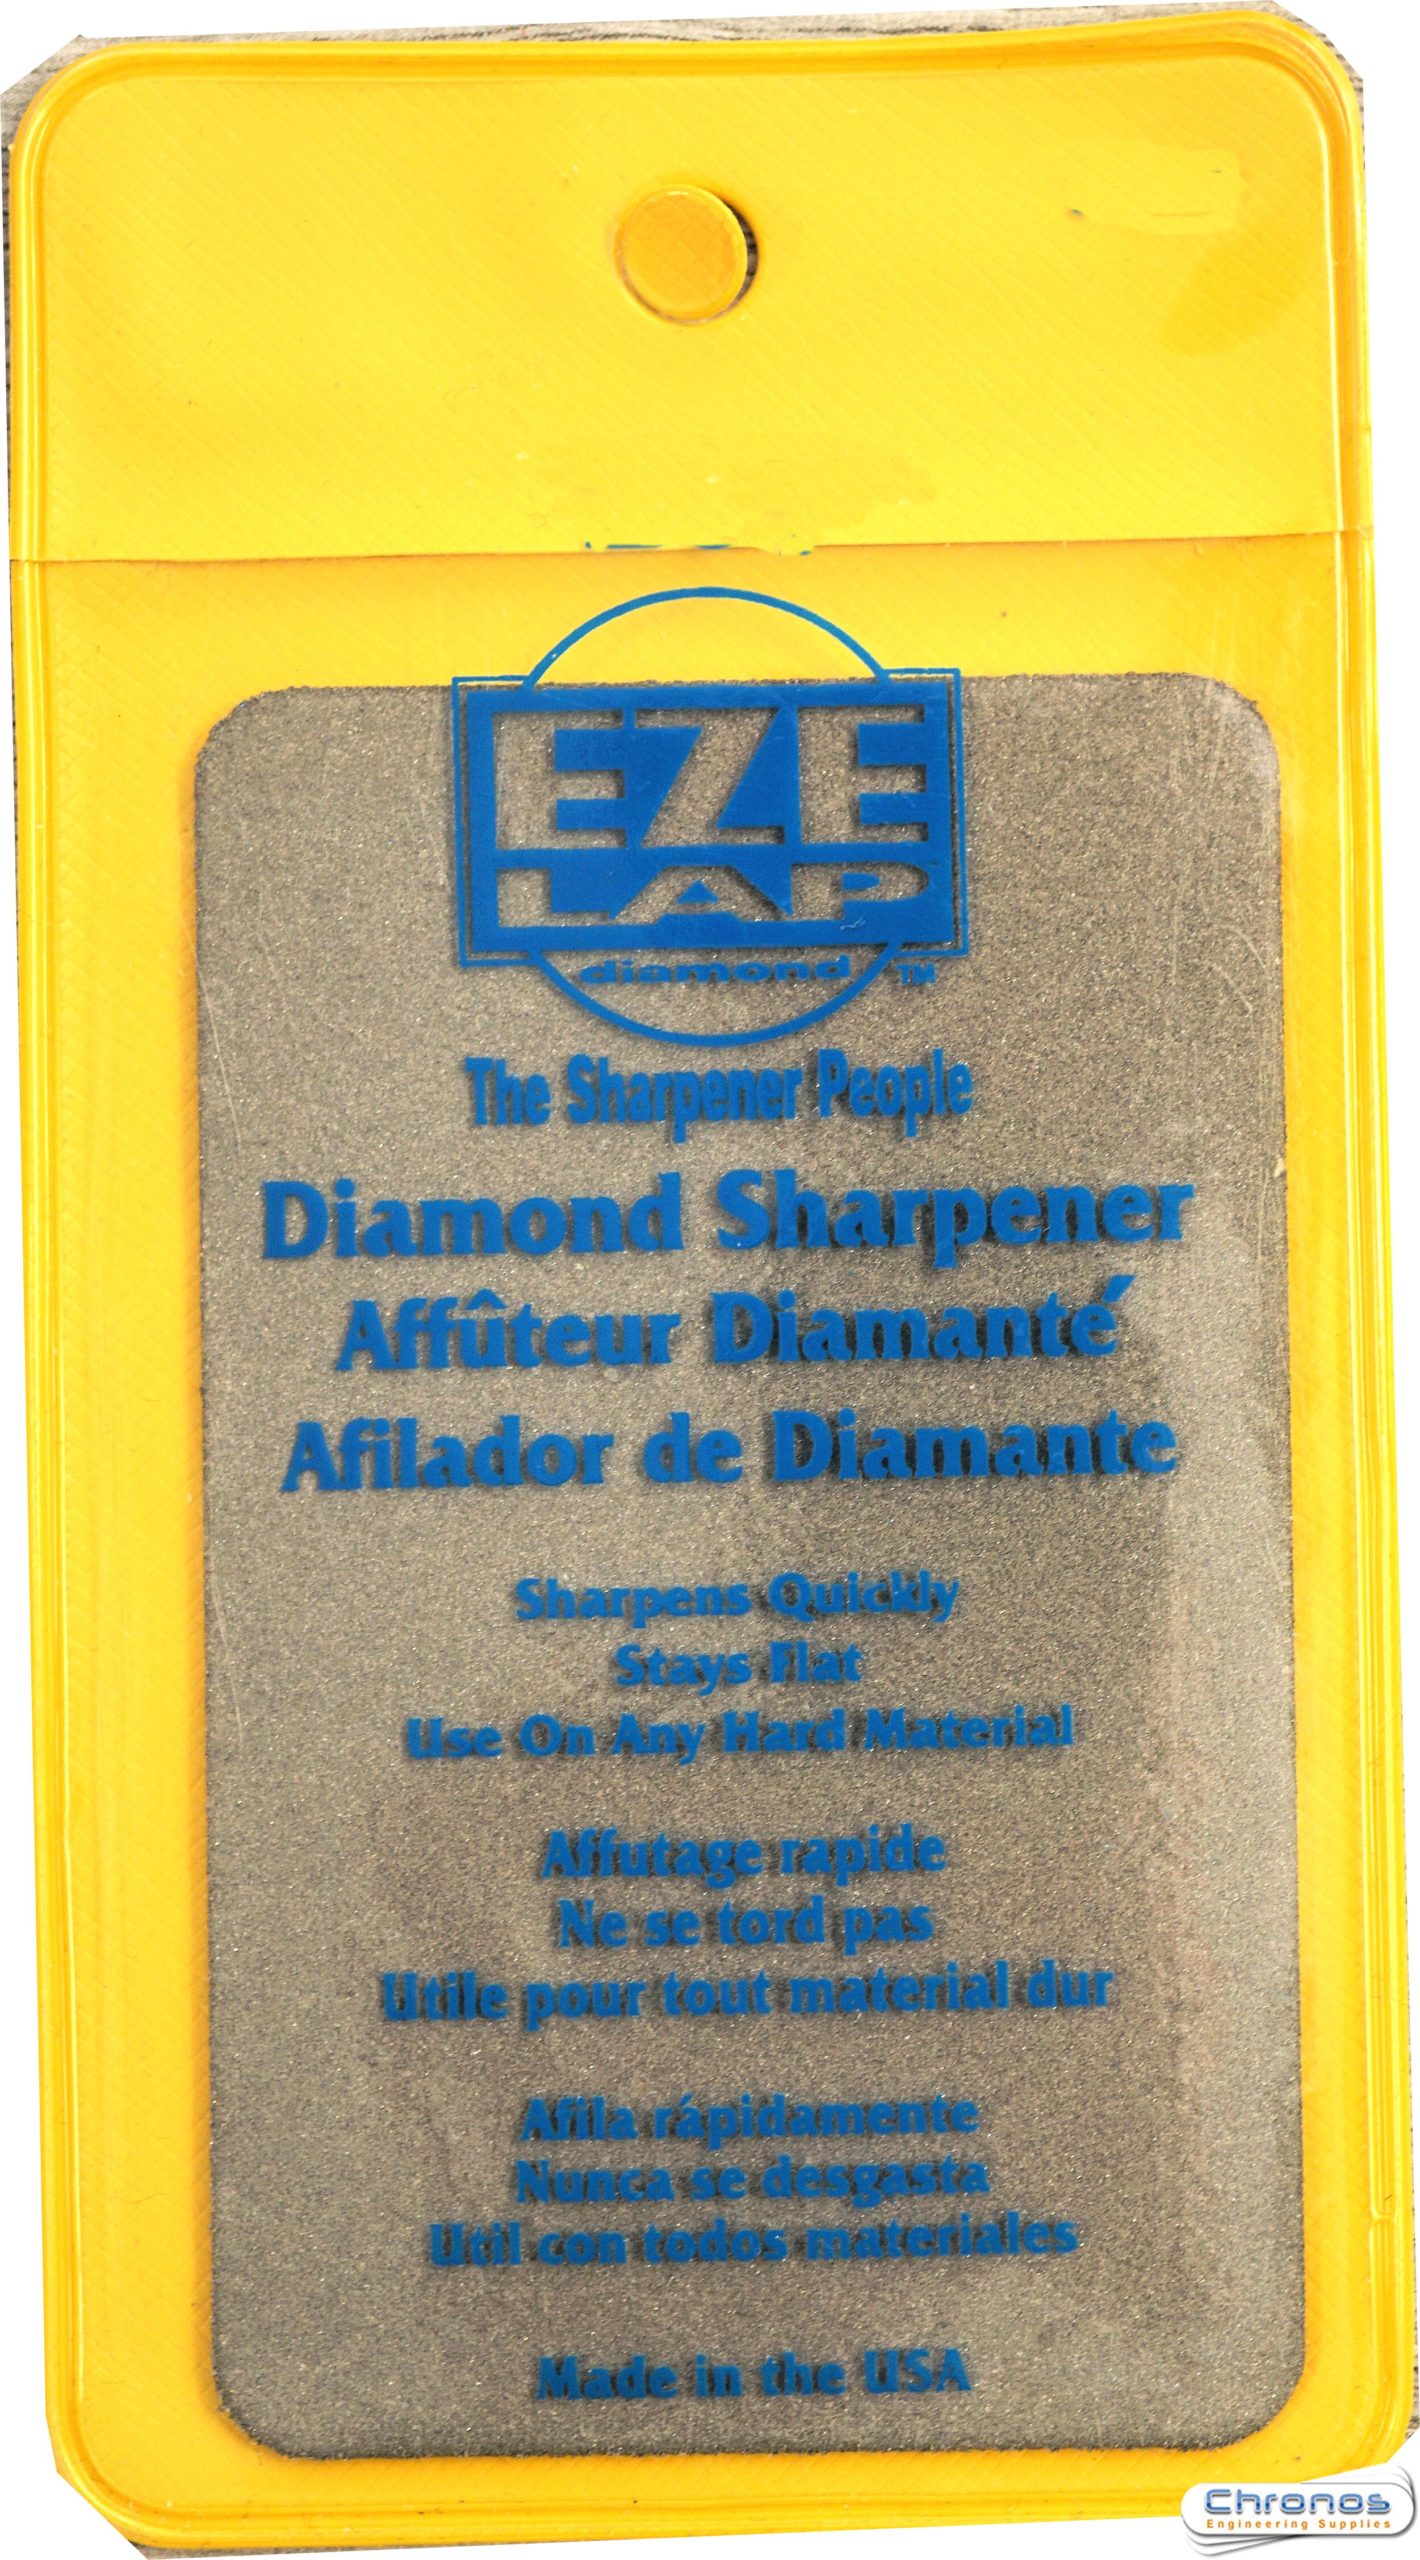 EZE
LAP
diamond ™
The Sharpener People
Diamond Sharpener
Affûteur Diamanté
Afilador de Diamante
Sharpens Quickly
Stays Flat
Use On Any Hard Material
Affutage rapide
Ne se tord pas
Utile pour tout material dur
Afila rápidamente
Nunca se desgasta
Util con todos materiales
Made in the USA
Chronos
Engineering Supplies